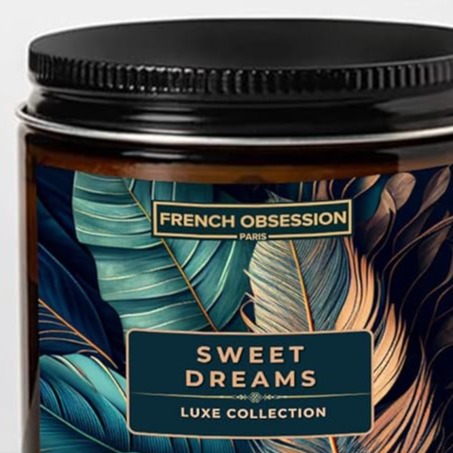 FRENCH OBSESSION
PARIS
SWEET
DREAMS
LUXE COLLECTION